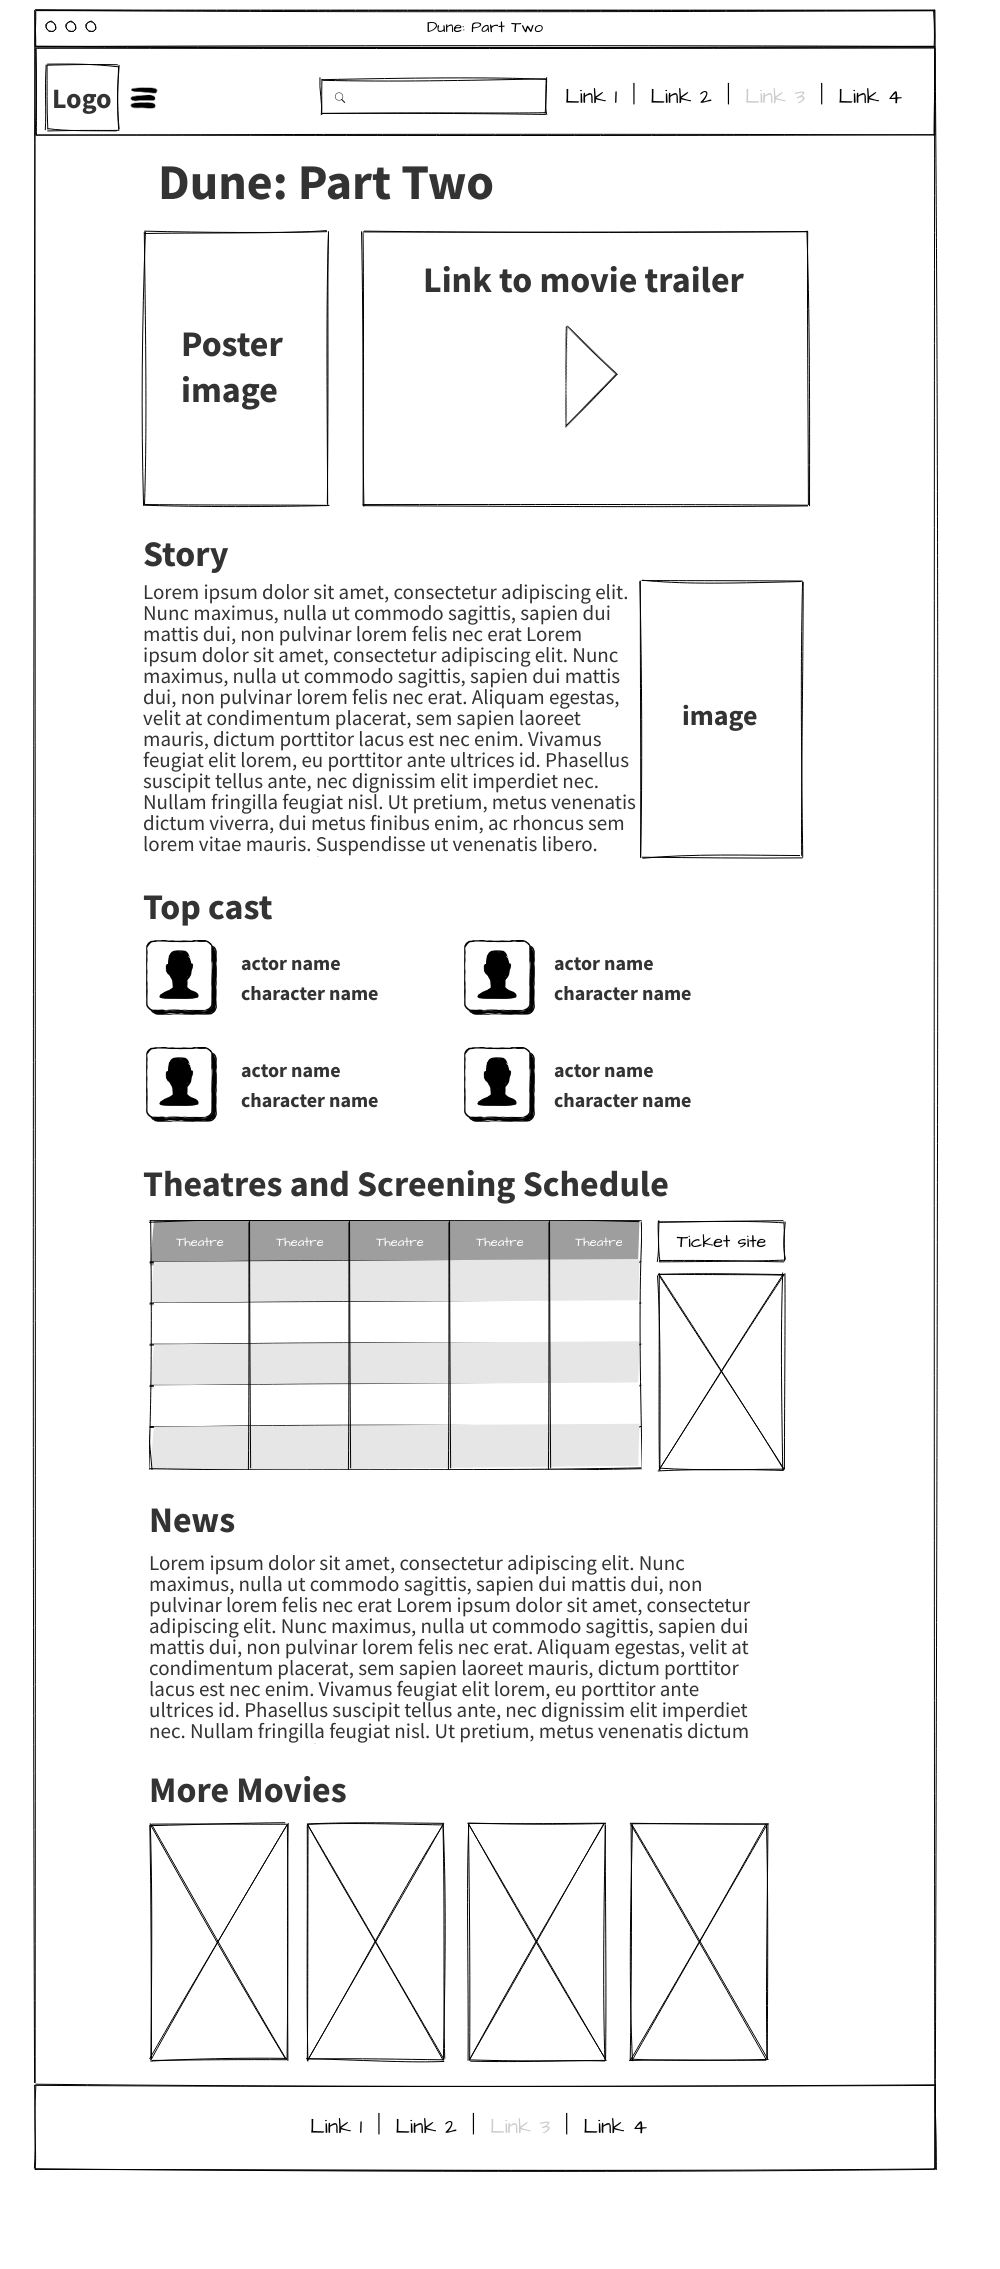 Dune: Part Two
Logo
Link 1 | Link 2 | Link 3 | Link 4
Dune: Part Two
Poster
image
Link to movie trailer
Story
Lorem ipsum dolor sit amet, consectetur adipiscing elit.
Nunc maximus, nulla ut commodo sagittis, sapien dui
mattis dui, non pulvinar lorem felis nec erat Lorem
ipsum dolor sit amet, consectetur adipiscing elit. Nunc
maximus, nulla ut commodo sagittis, sapien dui mattis
dui, non pulvinar lorem felis nec erat. Aliquam egestas,
velit at condimentum placerat, sem sapien laoreet
mauris, dictum porttitor lacus est nec enim. Vivamus
feugiat elit lorem, eu porttitor ante ultrices id. Phasellus
suscipit tellus ante, nec dignissim elit imperdiet nec.
Nullam fringilla feugiat nisl. Ut pretium, metus venenatis
dictum viverra, dui metus finibus enim, ac rhoncus sem
lorem vitae mauris. Suspendisse ut venenatis libero.
image
Top cast
actor name
character name
actor name
character name
actor name
character name
actor name
character name
Theatres and Screening Schedule
Theatre Theatre Theatre Theatre Theatre
Ticket site
News
Lorem ipsum dolor sit amet, consectetur adipiscing elit. Nunc
maximus, nulla ut commodo sagittis, sapien dui mattis dui, non
pulvinar lorem felis nec erat Lorem ipsum dolor sit amet, consectetur
adipiscing elit. Nunc maximus, nulla ut commodo sagittis, sapien dui
mattis dui, non pulvinar lorem felis nec erat. Aliquam egestas, velit at
condimentum placerat, sem sapien laoreet mauris, dictum porttitor
lacus est nec enim. Vivamus feugiat elit lorem, eu porttitor ante
ultrices id. Phasellus suscipit tellus ante, nec dignissim elit imperdiet
nec. Nullam fringilla feugiat nisl. Ut pretium, metus venenatis dictum
More Movies
Link 1 | Link 2 | Link 3 | Link 4